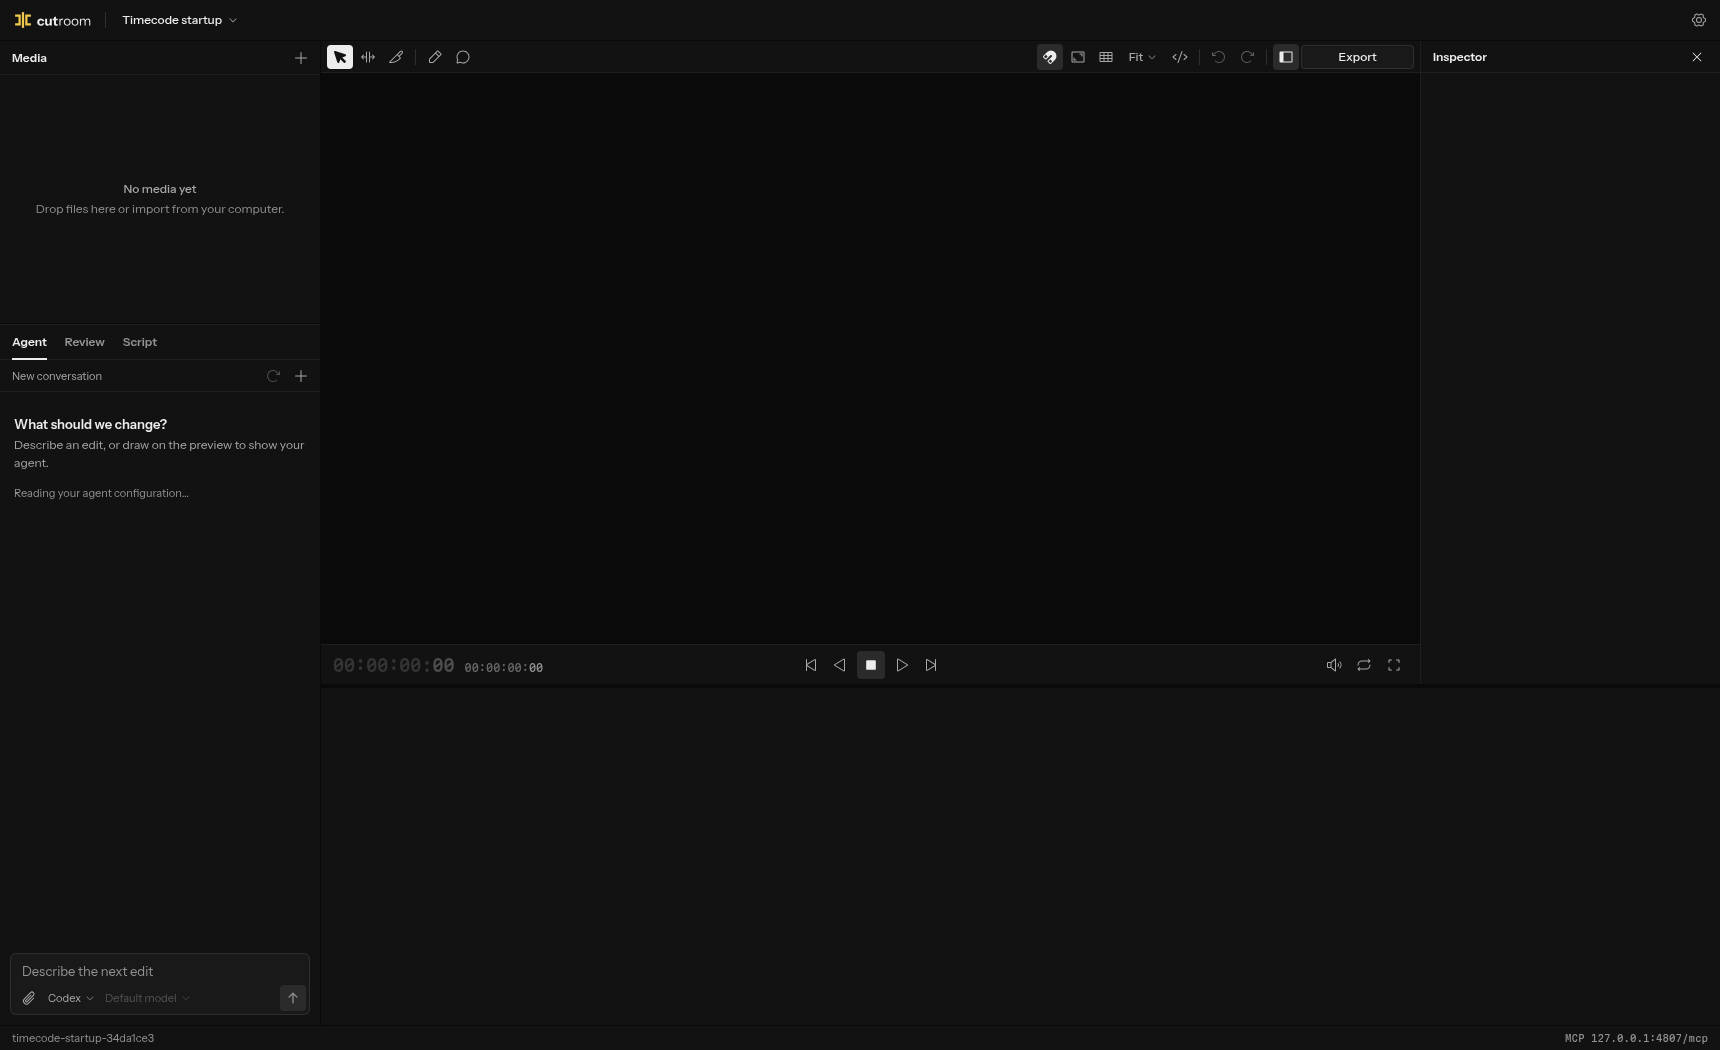 cutroom
Timecode startup
Media
Fit
Export
Inspector
No media yet
Drop files here or import from your computer.
Agent
Review
Script
New conversation
What should we change?
Describe an edit, or draw on the preview to show your
agent.
Reading your agent configuration...
00:00:00:00
00:00:00:00
Describe the next edit
Codex
Default model
timecode-startup-34da1ce3
MCP 127.0.0.1:4807/mcp